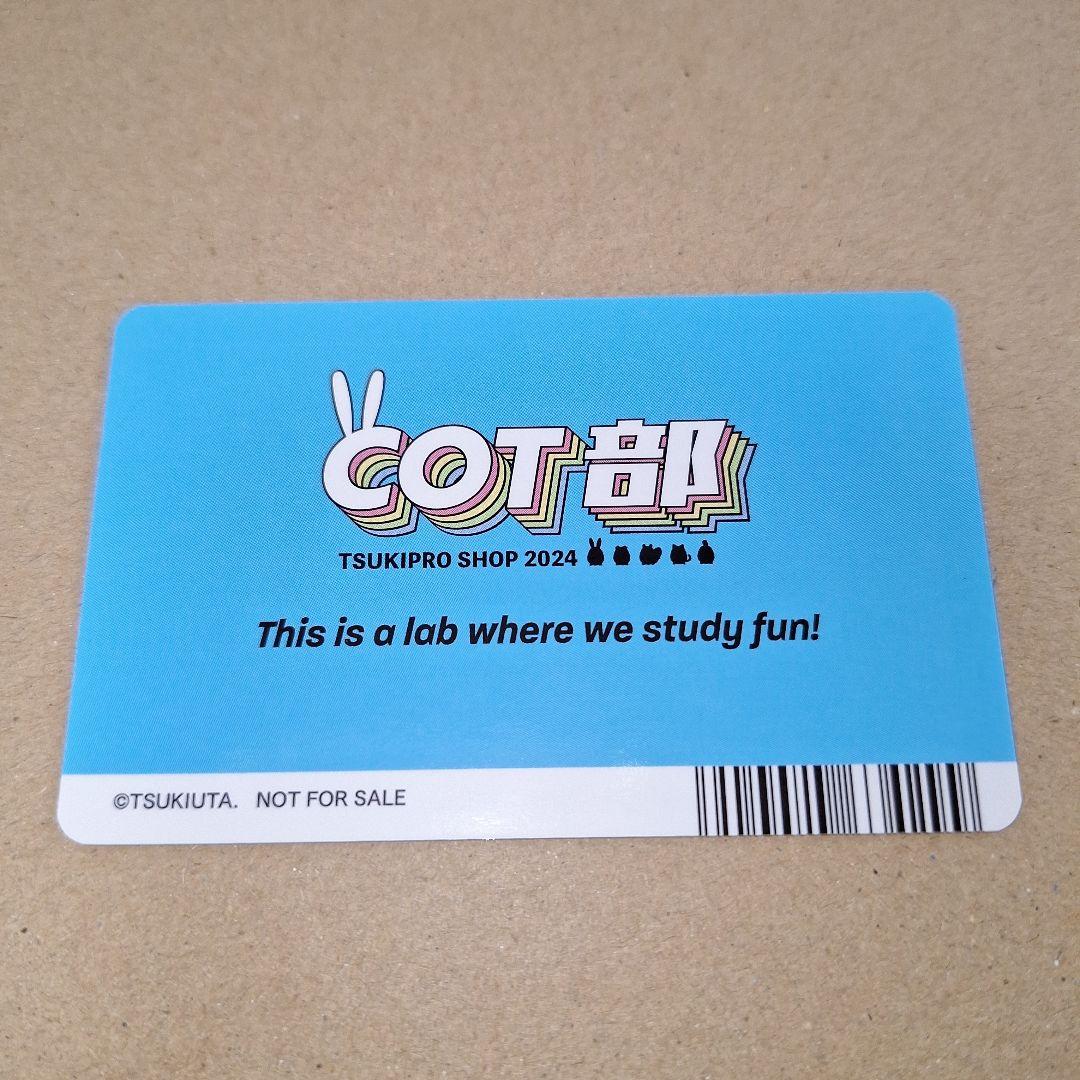 COT部
TSUKIPRO SHOP 2024
This is a lab where we study fun!
©TSUKIUTA. NOT FOR SALE